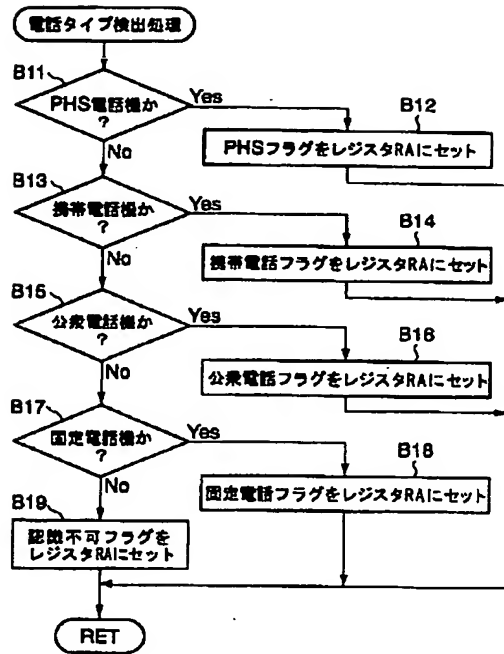 電話タイプ検出処理
B11
PHS電話機か
?
Yes
B12
PHSフラグをレジスタRAにセット
No
B13
携帯電話機か
?
Yes
B14
携帯電話フラグをレジスタRAにセット
No
B15
公衆電話機か
?
Yes
B16
公衆電話フラグをレジスタRAにセット
No
B17
固定電話機か
?
Yes
B18
固定電話フラグをレジスタRAにセット
No
B19
認識不可フラグを
レジスタRAにセット
RET